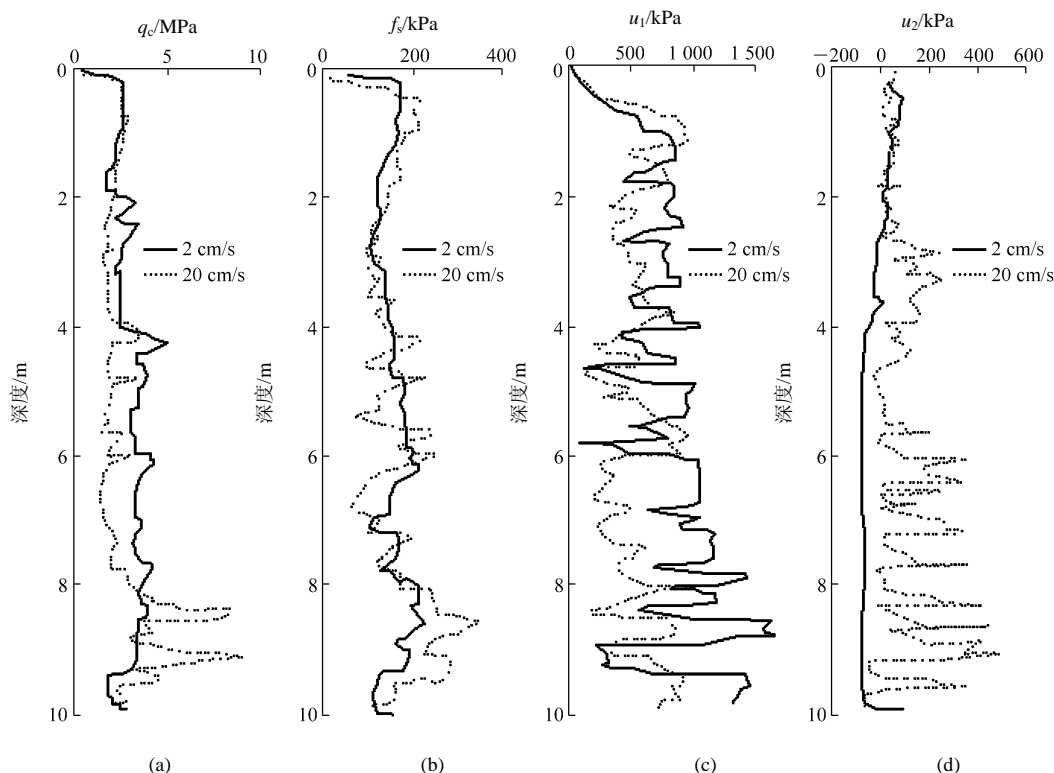 q_c/MPa
0 5 10
0
2
4
6
8
10
深度/m
2 cm/s
20 cm/s
(a)
f_s/kPa
0 200 400
0
2
4
6
8
10
深度/m
2 cm/s
20 cm/s
(b)
u_1/kPa
0 500 1 000 1 500
0
2
4
6
8
10
深度/m
2 cm/s
20 cm/s
(c)
u_2/kPa
−200 0 200 400 600
0
2
4
6
8
10
深度/m
2 cm/s
20 cm/s
(d)